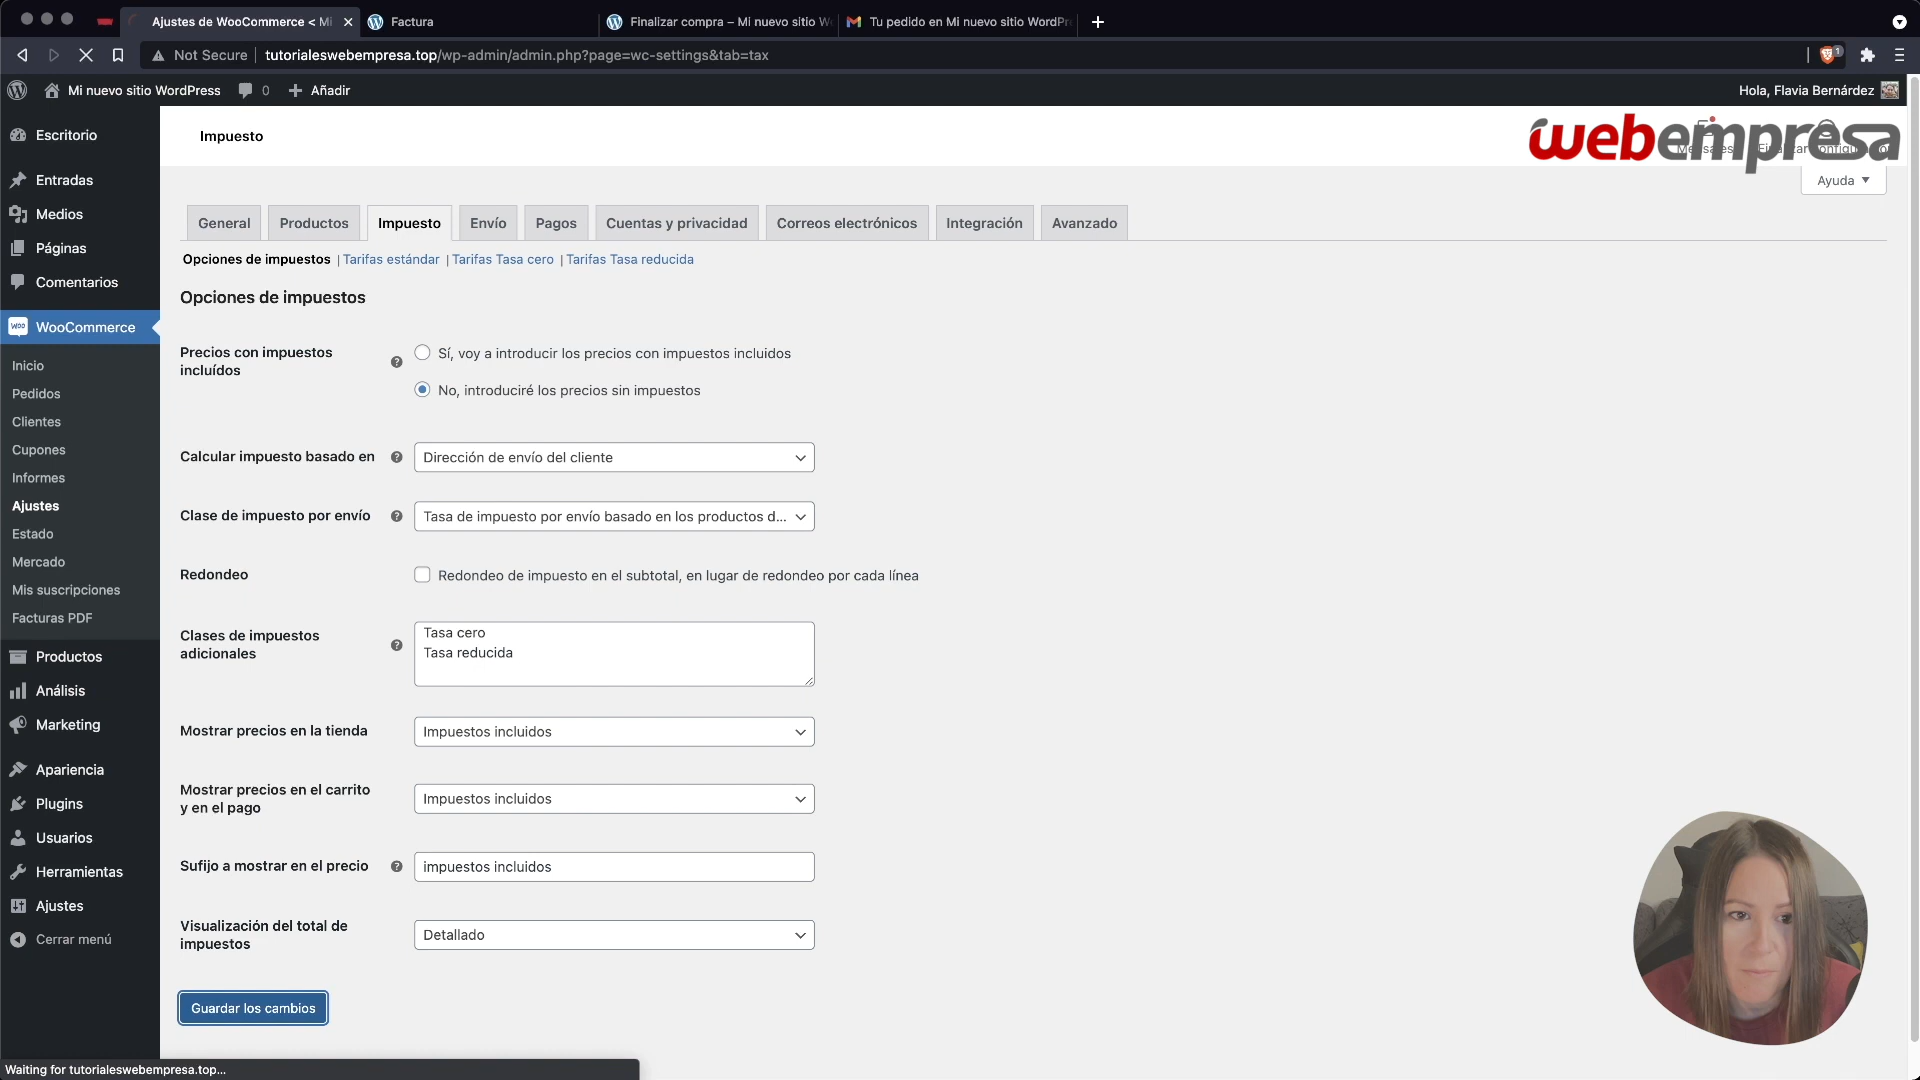 Ajustes de WooCommerce < Mi
Factura
Finalizar compra – Mi nuevo sitio W
Tu pedido en Mi nuevo sitio WordPr
Not Secure
tutorialeswebempresa.top/wp-admin/admin.php?page=wc-settings&tab=tax
1
Mi nuevo sitio WordPress
0
Añadir
Hola, Flavia Bernárdez
Impuesto
webempresa
Ayuda
Escritorio
Entradas
Medios
Páginas
Comentarios
WooCommerce
Inicio
Pedidos
Clientes
Cupones
Informes
Ajustes
Estado
Mercado
Mis suscripciones
Facturas PDF
Productos
Análisis
Marketing
Apariencia
Plugins
Usuarios
Herramientas
Ajustes
Cerrar menú
General
Productos
Impuesto
Envío
Pagos
Cuentas y privacidad
Correos electrónicos
Integración
Avanzado
Opciones de impuestos | Tarifas estándar | Tarifas Tasa cero | Tarifas Tasa reducida
Opciones de impuestos
Precios con impuestos
incluídos
Sí, voy a introducir los precios con impuestos incluidos
No, introduciré los precios sin impuestos
Calcular impuesto basado en
Dirección de envío del cliente
Clase de impuesto por envío
Tasa de impuesto por envío basado en los productos d...
Redondeo
Redondeo de impuesto en el subtotal, en lugar de redondeo por cada línea
Clases de impuestos
adicionales
Tasa cero
Tasa reducida
Mostrar precios en la tienda
Impuestos incluidos
Mostrar precios en el carrito
y en el pago
Impuestos incluidos
Sufijo a mostrar en el precio
impuestos incluidos
Visualización del total de
impuestos
Detallado
Guardar los cambios
Waiting for tutorialeswebempresa.top...